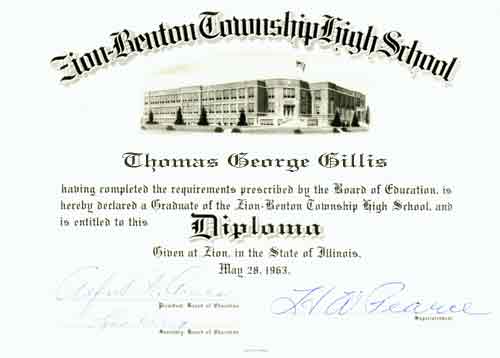 Zion-Benton Township High School
Thomas George Gillis
having completed the requirements prescribed by the Board of Education, is
hereby declared a Graduate of the Zion-Benton Township High School, and
is entitled to this Diploma
Given at Zion, in the State of Illinois,
May 28, 1963.
President Board of Education
H W Pearce
Superintendent
Secretary Board of Education